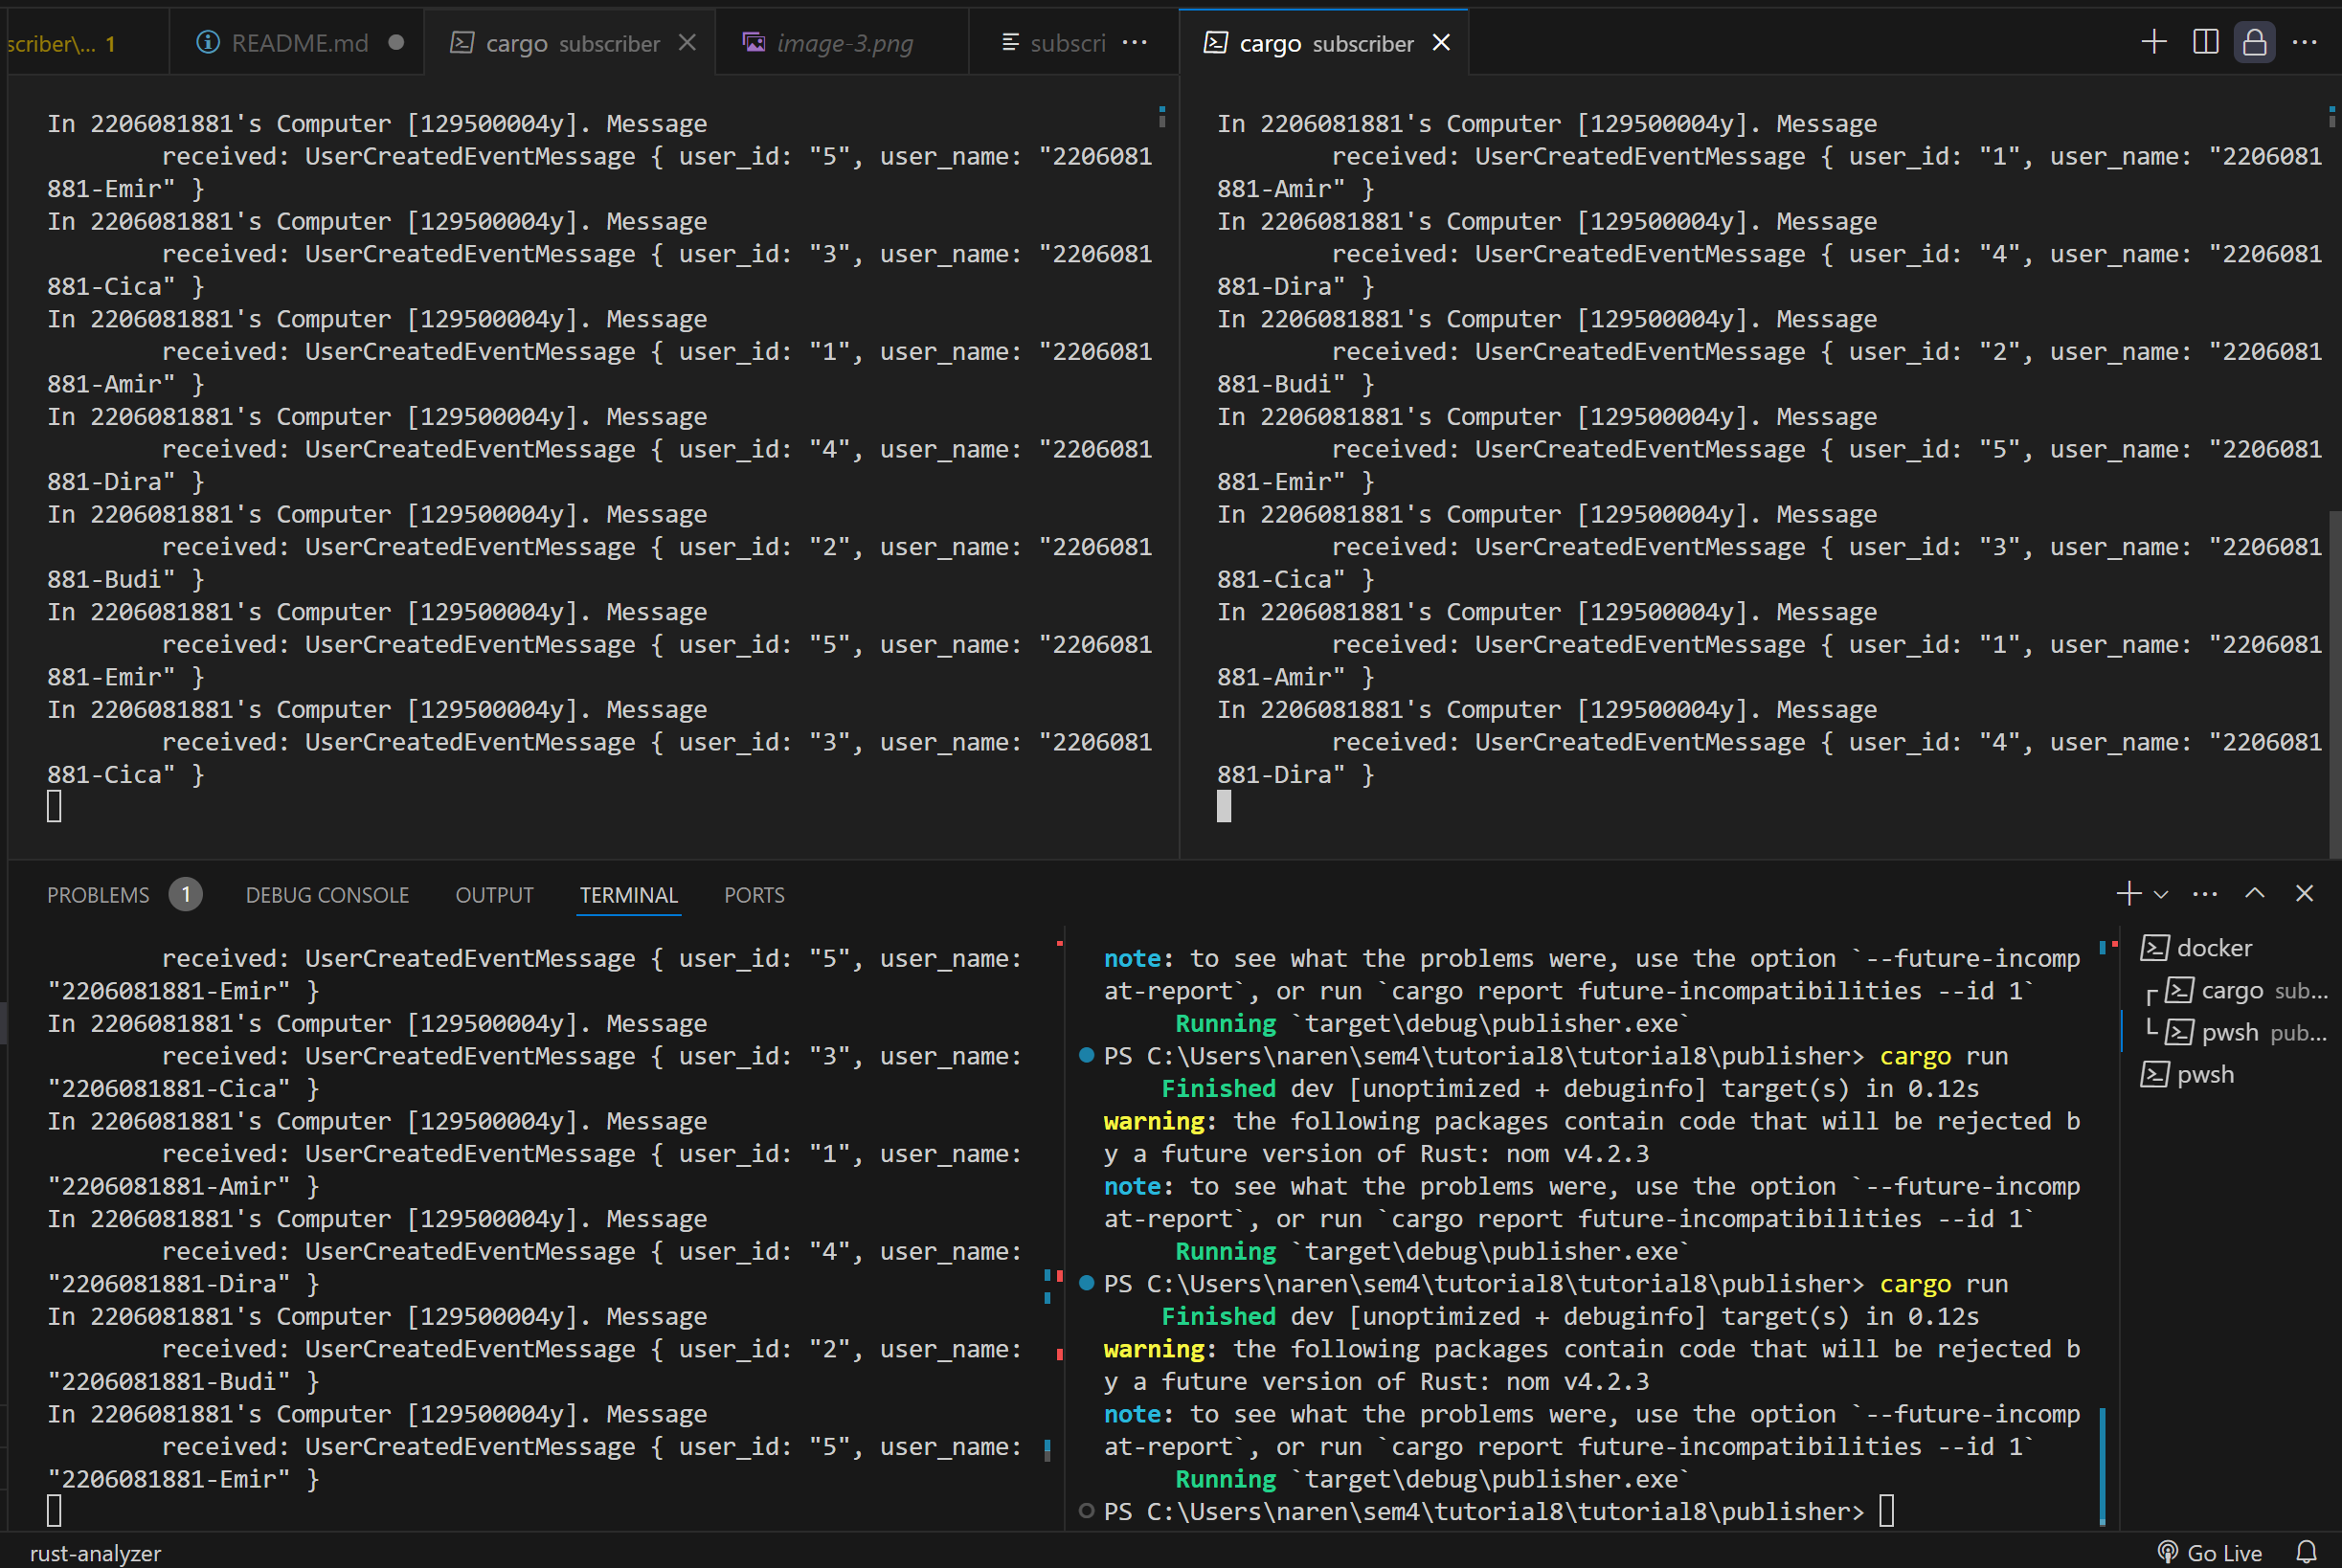 scriber\... 1
README.md
cargo subscriber
image-3.png
subscri ...
cargo subscriber
In 2206081881's Computer [129500004y]. Message
received: UserCreatedEventMessage { user_id: "5", user_name: "2206081
881-Emir" }
In 2206081881's Computer [129500004y]. Message
received: UserCreatedEventMessage { user_id: "3", user_name: "2206081
881-Cica" }
In 2206081881's Computer [129500004y]. Message
received: UserCreatedEventMessage { user_id: "1", user_name: "2206081
881-Amir" }
In 2206081881's Computer [129500004y]. Message
received: UserCreatedEventMessage { user_id: "4", user_name: "2206081
881-Dira" }
In 2206081881's Computer [129500004y]. Message
received: UserCreatedEventMessage { user_id: "2", user_name: "2206081
881-Budi" }
In 2206081881's Computer [129500004y]. Message
received: UserCreatedEventMessage { user_id: "5", user_name: "2206081
881-Emir" }
In 2206081881's Computer [129500004y]. Message
received: UserCreatedEventMessage { user_id: "3", user_name: "2206081
881-Cica" }
In 2206081881's Computer [129500004y]. Message
received: UserCreatedEventMessage { user_id: "1", user_name: "2206081
881-Amir" }
In 2206081881's Computer [129500004y]. Message
received: UserCreatedEventMessage { user_id: "4", user_name: "2206081
881-Dira" }
In 2206081881's Computer [129500004y]. Message
received: UserCreatedEventMessage { user_id: "2", user_name: "2206081
881-Budi" }
In 2206081881's Computer [129500004y]. Message
received: UserCreatedEventMessage { user_id: "5", user_name: "2206081
881-Emir" }
In 2206081881's Computer [129500004y]. Message
received: UserCreatedEventMessage { user_id: "3", user_name: "2206081
881-Cica" }
In 2206081881's Computer [129500004y]. Message
received: UserCreatedEventMessage { user_id: "1", user_name: "2206081
881-Amir" }
In 2206081881's Computer [129500004y]. Message
received: UserCreatedEventMessage { user_id: "4", user_name: "2206081
881-Dira" }
PROBLEMS 1
DEBUG CONSOLE
OUTPUT
TERMINAL
PORTS
received: UserCreatedEventMessage { user_id: "5", user_name:
"2206081881-Emir" }
In 2206081881's Computer [129500004y]. Message
received: UserCreatedEventMessage { user_id: "3", user_name:
"2206081881-Cica" }
In 2206081881's Computer [129500004y]. Message
received: UserCreatedEventMessage { user_id: "1", user_name:
"2206081881-Amir" }
In 2206081881's Computer [129500004y]. Message
received: UserCreatedEventMessage { user_id: "4", user_name:
"2206081881-Dira" }
In 2206081881's Computer [129500004y]. Message
received: UserCreatedEventMessage { user_id: "2", user_name:
"2206081881-Budi" }
In 2206081881's Computer [129500004y]. Message
received: UserCreatedEventMessage { user_id: "5", user_name:
"2206081881-Emir" }
note: to see what the problems were, use the option `--future-incomp
at-report`, or run `cargo report future-incompatibilities --id 1`
Running `target\debug\publisher.exe`
PS C:\Users\naren\sem4\tutorial8\tutorial8\publisher> cargo run
Finished dev [unoptimized + debuginfo] target(s) in 0.12s
warning: the following packages contain code that will be rejected b
y a future version of Rust: nom v4.2.3
note: to see what the problems were, use the option `--future-incomp
at-report`, or run `cargo report future-incompatibilities --id 1`
Running `target\debug\publisher.exe`
PS C:\Users\naren\sem4\tutorial8\tutorial8\publisher> cargo run
Finished dev [unoptimized + debuginfo] target(s) in 0.12s
warning: the following packages contain code that will be rejected b
y a future version of Rust: nom v4.2.3
note: to see what the problems were, use the option `--future-incomp
at-report`, or run `cargo report future-incompatibilities --id 1`
Running `target\debug\publisher.exe`
PS C:\Users\naren\sem4\tutorial8\tutorial8\publisher>
docker
cargo sub...
pwsh pub...
pwsh
rust-analyzer
Go Live